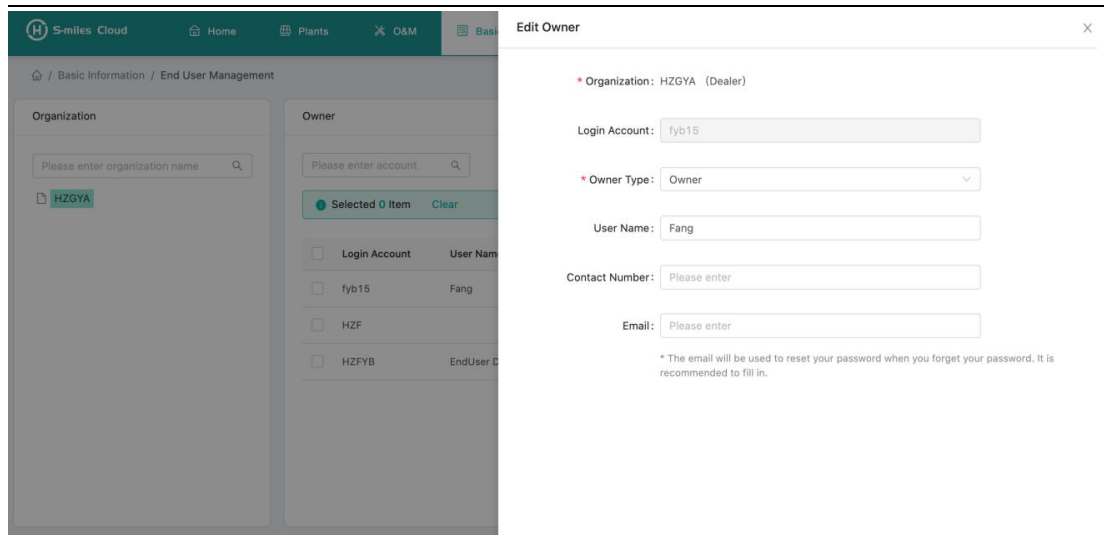 S-miles Cloud
Home
Plants
O&M
Basi
/ Basic Information / End User Management
Organization
Please enter organization name
HZGYA
Owner
Please enter account
Selected 0 Item Clear
Login Account User Nam
fyb15 Fang
HZF
HZFYB EndUser D
Edit Owner
* Organization: HZGYA (Dealer)
Login Account: fyb15
* Owner Type: Owner
User Name: Fang
Contact Number: Please enter
Email: Please enter
* The email will be used to reset your password when you forget your password. It is
recommended to fill in.